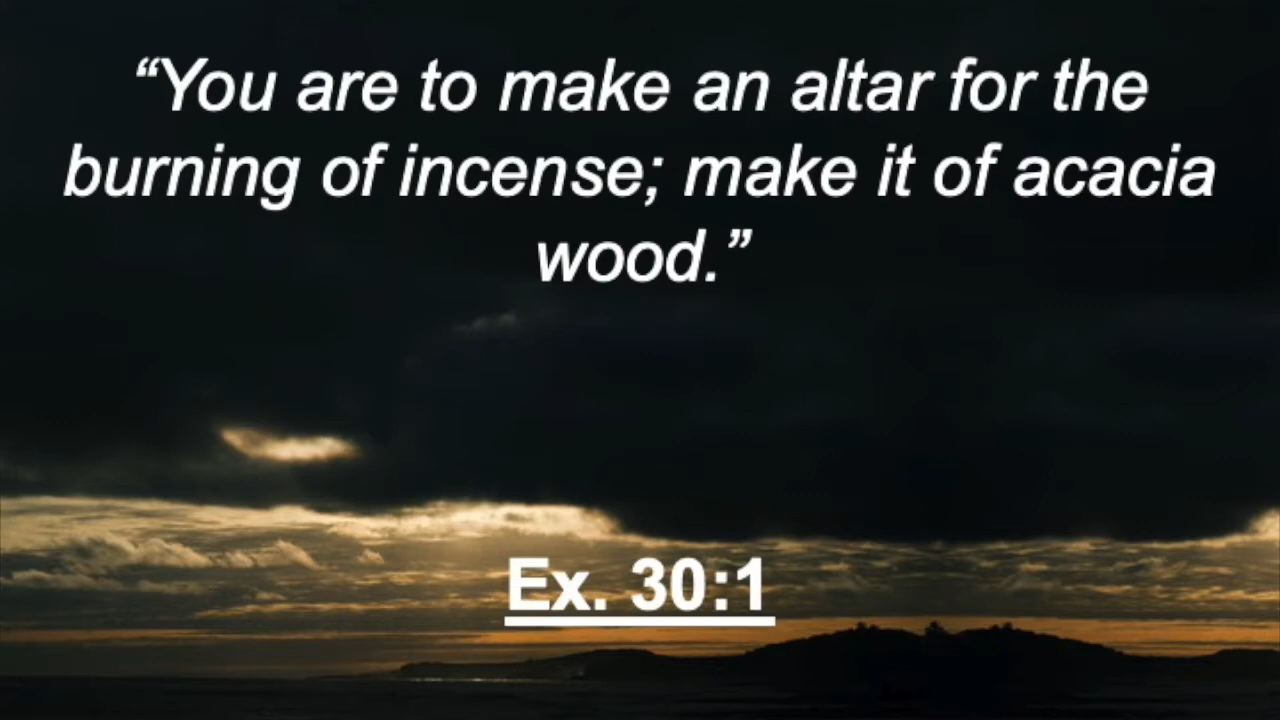 “You are to make an altar for the
burning of incense; make it of acacia
wood.”
Ex. 30:1